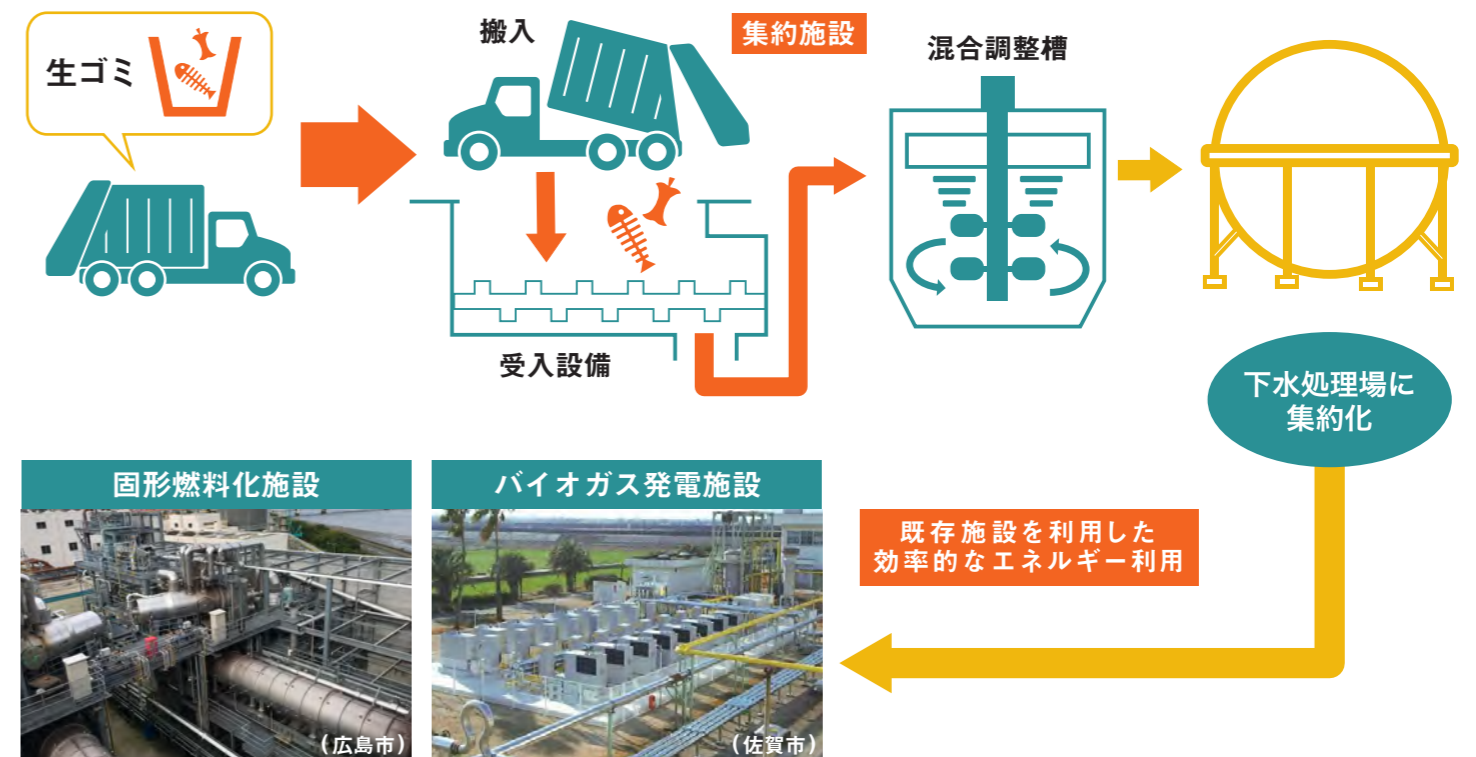 生ゴミ
搬入
集約施設
混合調整槽
受入設備
下水処理場に
集約化
既存施設を利用した
効率的なエネルギー利用
固形燃料化施設
（広島市）
バイオガス発電施設
（佐賀市）